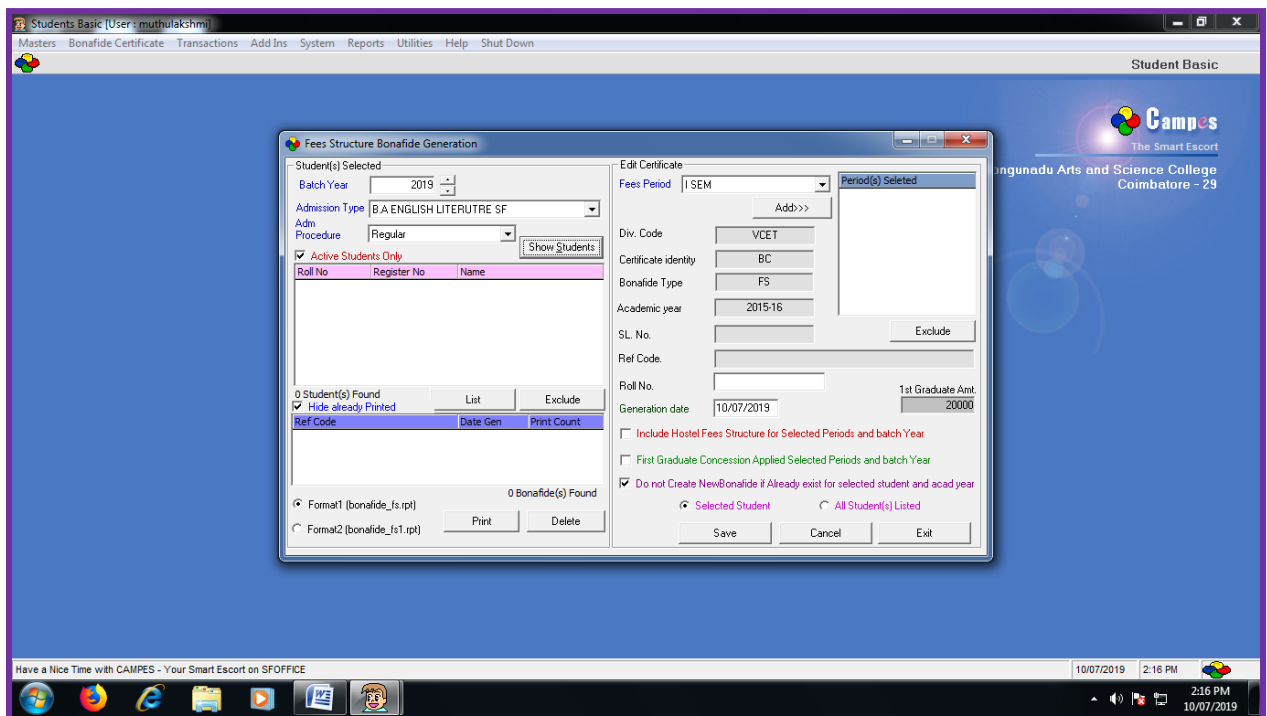 Students Basic [User : muthulakshmi]
Masters Bonafide Certificate Transactions Add Ins System Reports Utilities Help Shut Down
Student Basic
Campes
The Smart Escort
ongunadu Arts and Science College
Coimbatore - 29
Fees Structure Bonafide Generation
Student(s) Selected
Batch Year 2019
Admission Type B.A ENGLISH LITERUTRE SF
Adm
Procedure Regular
Show Students
Active Students Only
Roll No Register No Name
0 Student(s) Found
List Exclude
Hide already Printed
Ref Code Date Gen Print Count
0 Bonafide(s) Found
Format1 (bonafide_fs.rpt)
Format2 (bonafide_fs1.rpt)
Print Delete
Edit Certificate
Fees Period I SEM
Add>>>
Period(s) Seleted
Div. Code VCET
Certificate identity BC
Bonafide Type FS
Academic year 2015-16
SL. No.
Exclude
Ref Code.
Roll No.
1st Graduate Amt.
Generation date 10/07/2019
20000
Include Hostel Fees Structure for Selected Periods and batch Year
First Graduate Concession Applied Selected Periods and batch Year
Do not Create NewBonafide if Already exist for selected student and acad year
Selected Student All Student(s) Listed
Save Cancel Exit
Have a Nice Time with CAMPES - Your Smart Escort on SFOFFICE
10/07/2019 2:16 PM
2:16 PM
10/07/2019